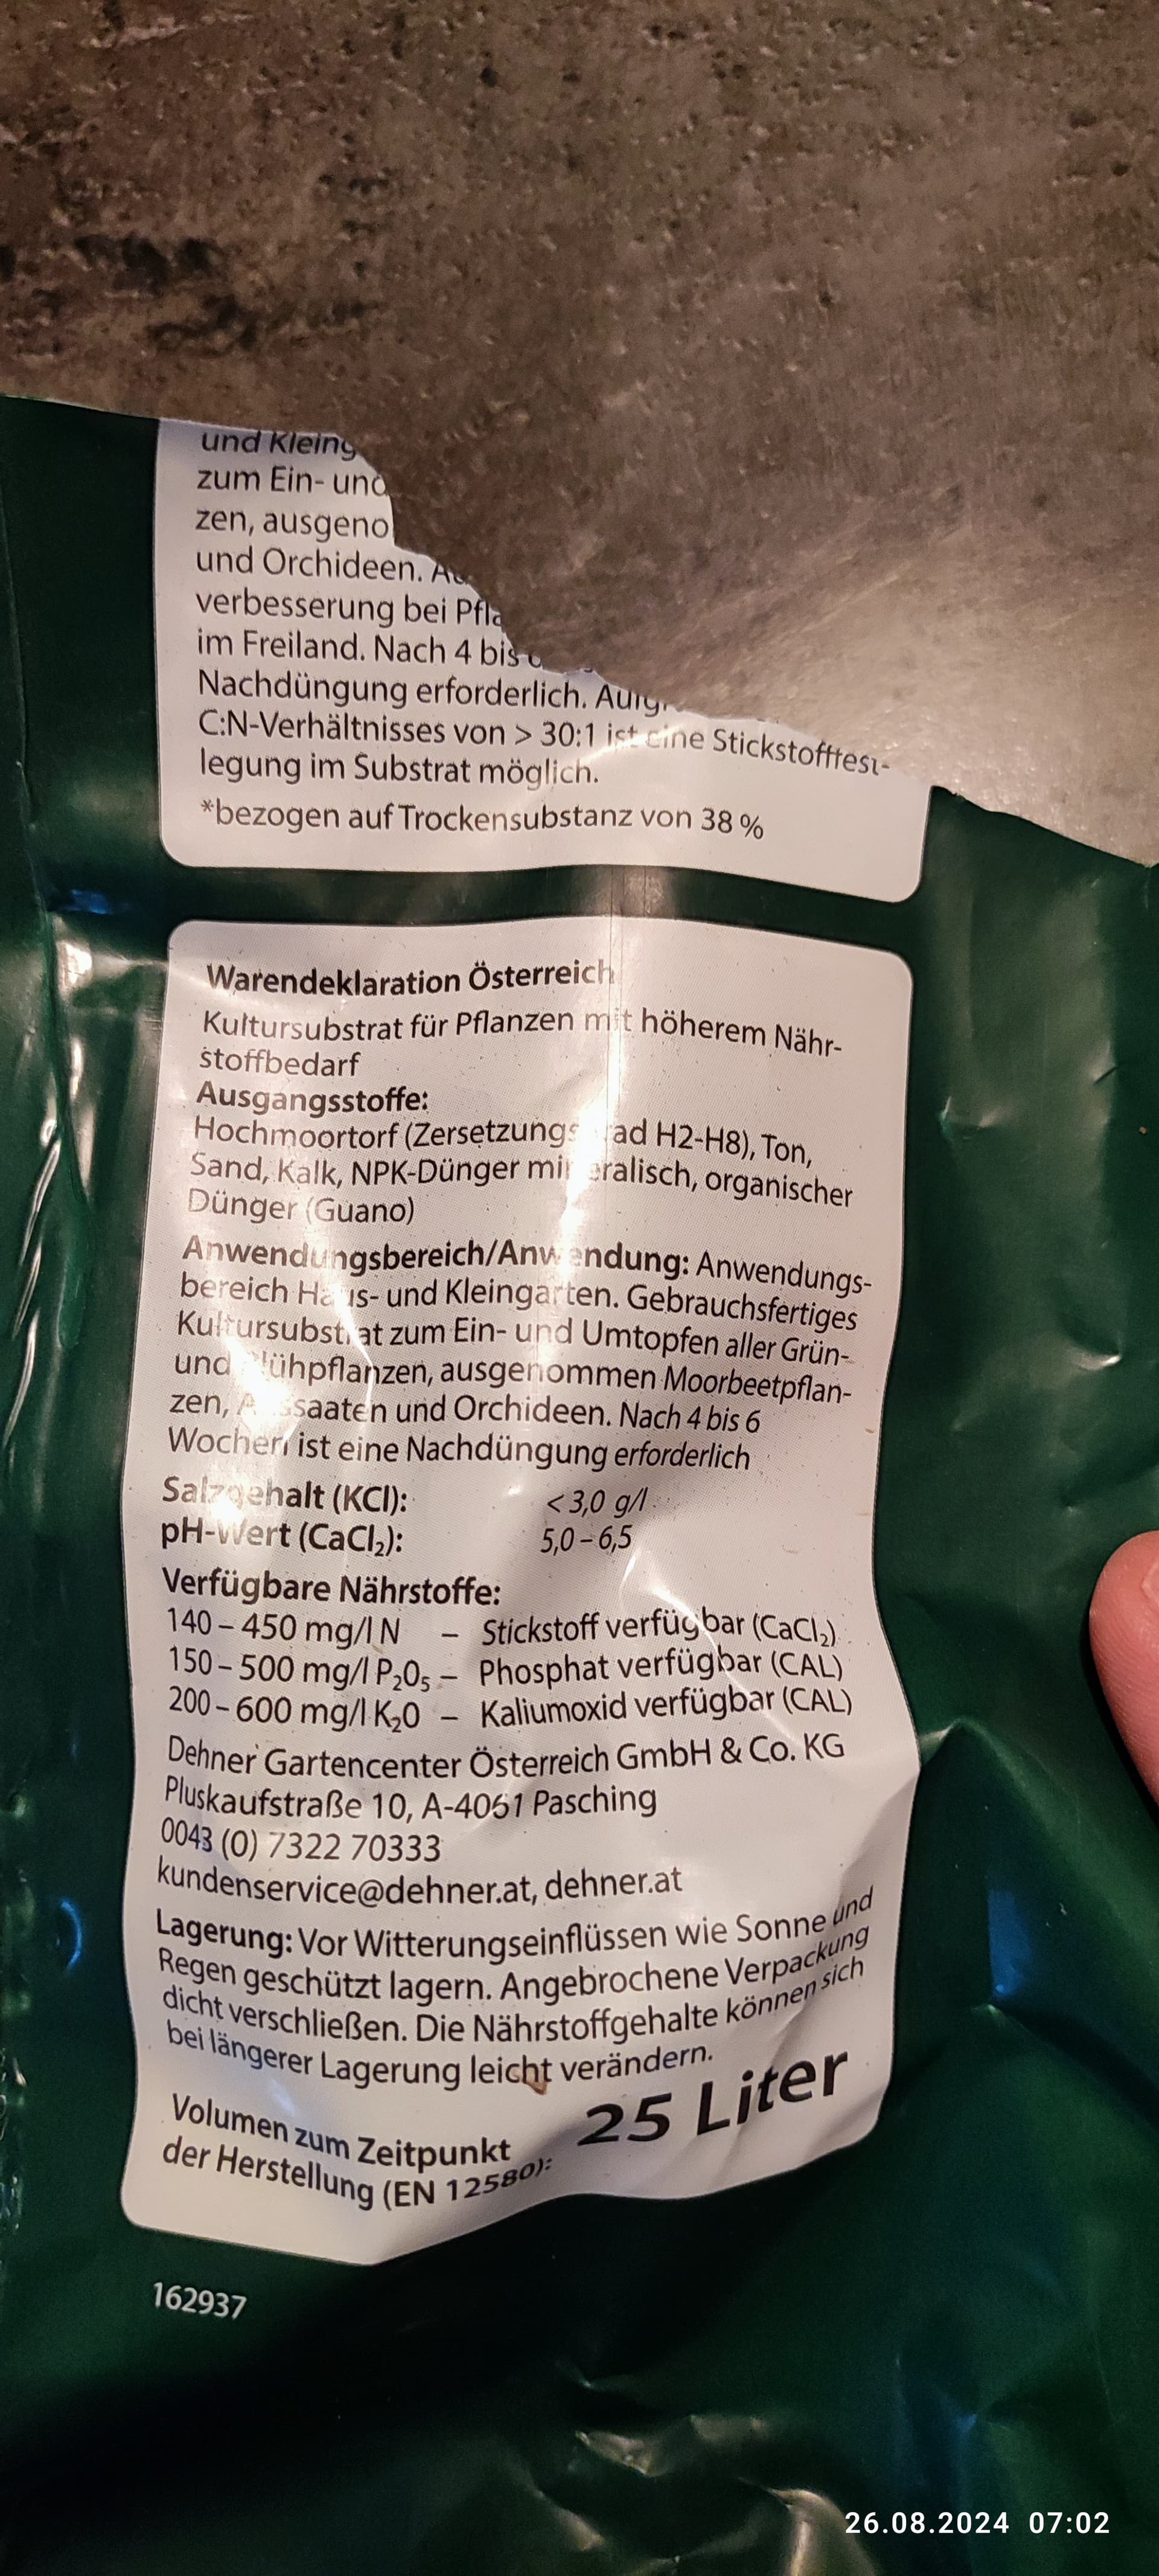 und Kleing
zum Ein- und
zen, ausgeno
und Orchideen.
verbesserung bei Pfla
im Freiland. Nach 4 bis
Nachdüngung erforderlich.
C:N-Verhältnisses von > 30:1 ist eine Stickstofffest-
legung im Substrat möglich.
*bezogen auf Trockensubstanz von 38 %
Warendeklaration Österreich
Kultursubstrat für Pflanzen mit höherem Nähr-
stoffbedarf
Ausgangsstoffe:
Hochmoortorf (Zersetzungsgrad H2-H8), Ton,
Sand, Kalk, NPK-Dünger mineralisch, organischer
Dünger (Guano)
Anwendungsbereich/Anwendung: Anwendungs-
bereich Haus- und Kleingarten. Gebrauchsfertiges
Kultursubstrat zum Ein- und Umtopfen aller Grün-
und Blühpflanzen, ausgenommen Moorbeetpflan-
zen, Aussaaten und Orchideen. Nach 4 bis 6
Wochen ist eine Nachdüngung erforderlich
Salzgehalt (KCl): < 3,0 g/l
pH-Wert (CaCl₂): 5,0 – 6,5
Verfügbare Nährstoffe:
140 – 450 mg/l N – Stickstoff verfügbar (CaCl₂)
150 – 500 mg/l P₂O₅ – Phosphat verfügbar (CAL)
200 – 600 mg/l K₂O – Kaliumoxid verfügbar (CAL)
Dehner Gartencenter Österreich GmbH & Co. KG
Pluskaufstraße 10, A-4061 Pasching
0043 (0) 7322 70333
kundenservice@dehner.at, dehner.at
Lagerung: Vor Witterungseinflüssen wie Sonne und
Regen geschützt lagern. Angebrochene Verpackung
dicht verschließen. Die Nährstoffgehalte können sich
bei längerer Lagerung leicht verändern.
Volumen zum Zeitpunkt
der Herstellung (EN 12580): 25 Liter
162937
26.08.2024 07:02